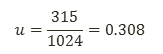 u = 315/1024 = 0.308